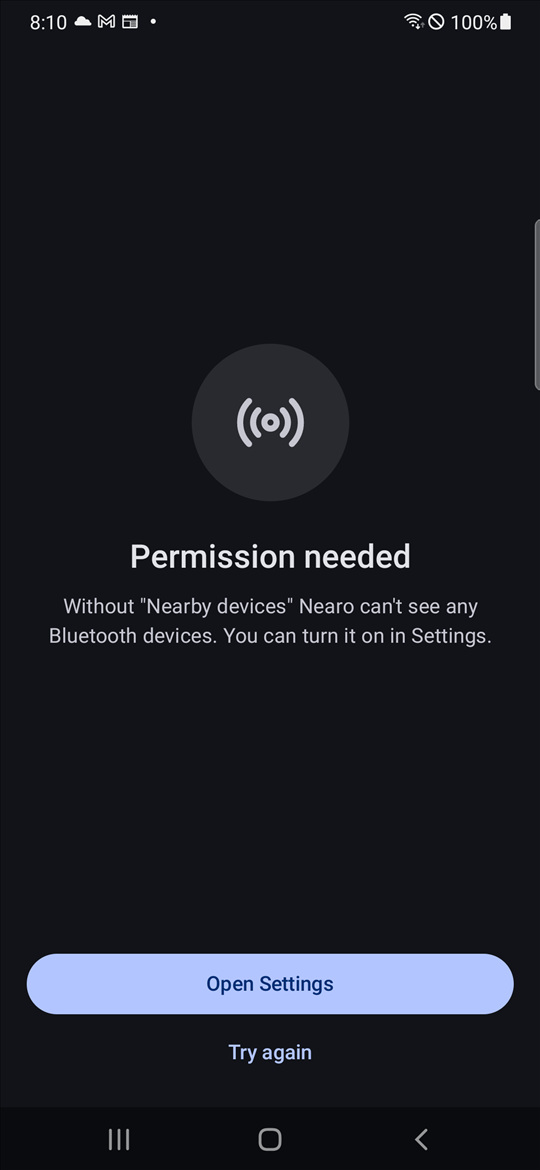 8:10
100%
Permission needed
Without "Nearby devices" Nearo can't see any
Bluetooth devices. You can turn it on in Settings.
Open Settings
Try again